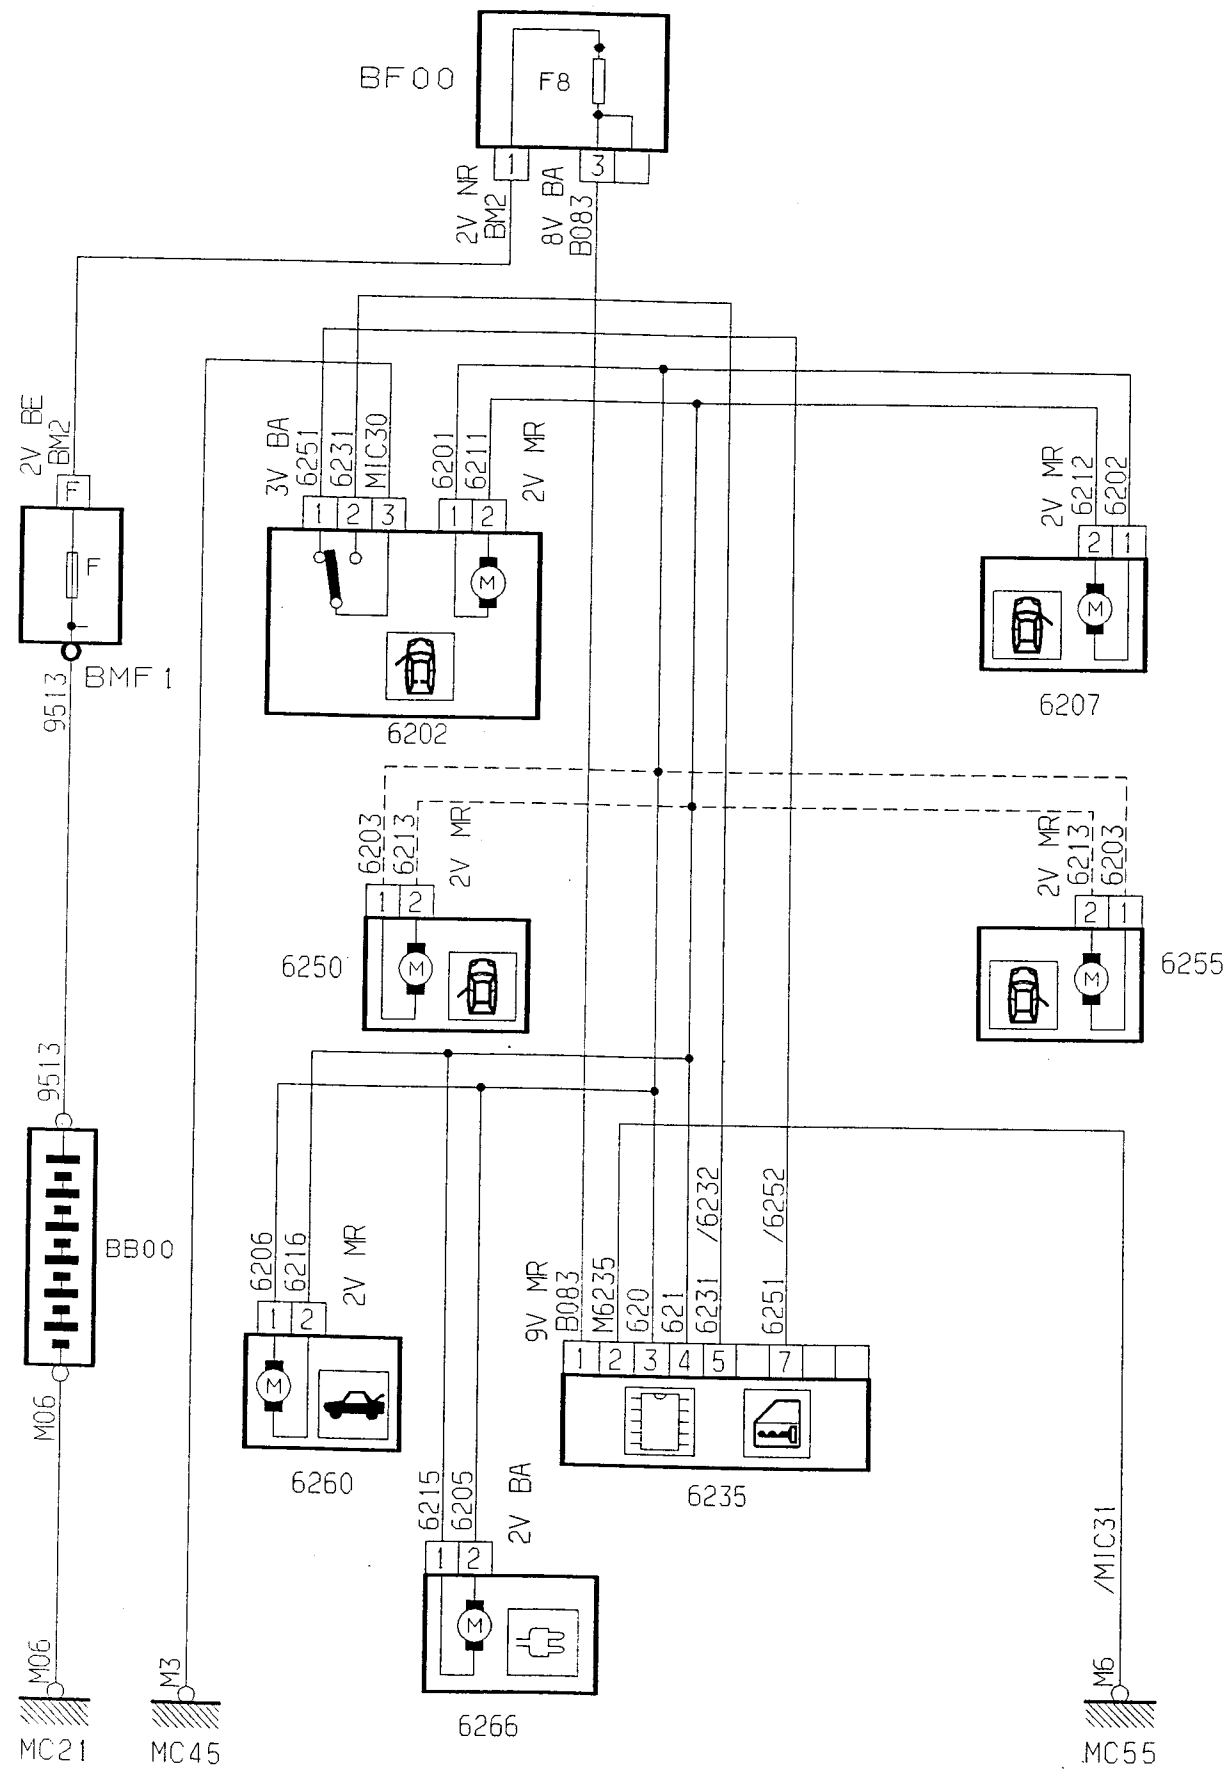 BF00
F8
1
3
2V NR
BM2
8V BA
B083
2V BE
BM2
F
F
BMF1
9513
3V BA
6251
6231
MIC30
6201
6211
2V MR
1 2 3
1 2
M
6202
2V MR
6212
6202
2 1
M
6207
6203
6213
2V MR
1 2
M
6250
2V MR
6213
6203
2 1
M
6255
9513
BB00
M06
6206
6216
2V MR
1 2
M
6260
9V MR
B083
M6235
620
621
6231 /6232
6251 /6252
1 2 3 4 5 7
6235
6215
6205
2V BA
1 2
M
6266
/MIC31
M06
M3
M6
MC21
MC45
MC55